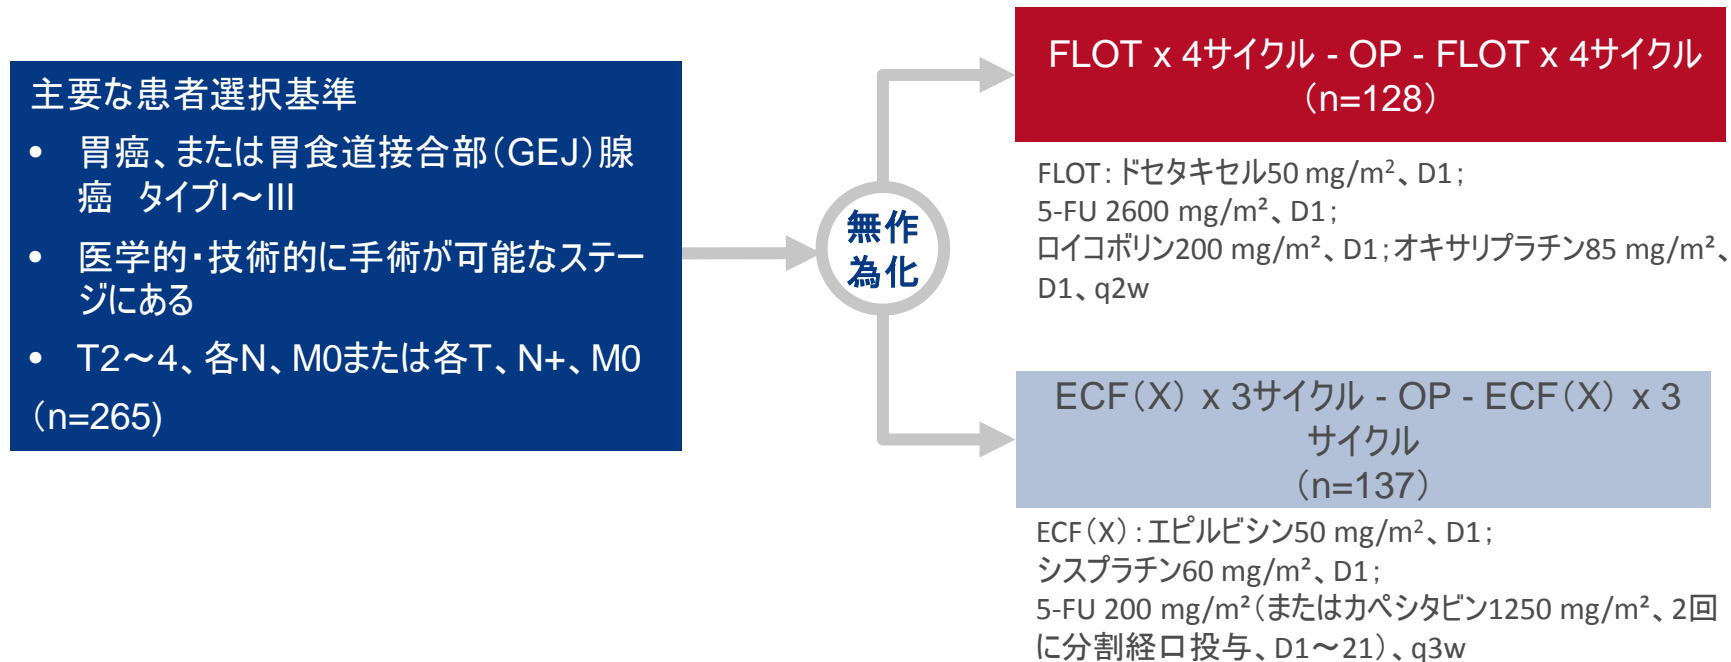 主要な患者選択基準
• 胃癌、または胃食道接合部（GEJ）腺
癌　タイプI～III
• 医学的・技術的に手術が可能なステー
ジにある
• T2～4、各N、M0または各T、N+、M0
（n=265)
無作
為化
FLOT x 4サイクル - OP - FLOT x 4サイクル
（n=128）
FLOT：ドセタキセル50 mg/m²、D1；
5-FU 2600 mg/m²、D1；
ロイコボリン200 mg/m²、D1；オキサリプラチン85 mg/m²、
D1、q2w
ECF（X） x 3サイクル - OP - ECF（X） x 3
サイクル
（n=137）
ECF（X）：エピルビシン50 mg/m²、D1；
シスプラチン60 mg/m²、D1；
5-FU 200 mg/m²（またはカペシタビン1250 mg/m²、2回
に分割経口投与、D1～21）、q3w